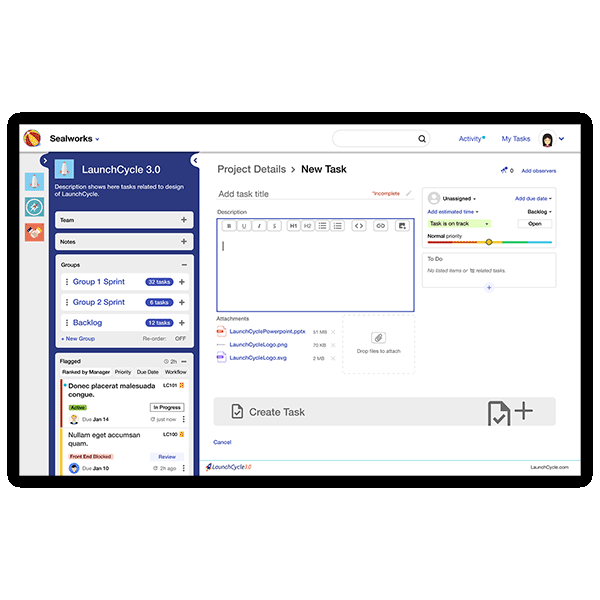 Sealworks
Activity
My Tasks
LaunchCycle 3.0
Description shows here tasks related to design
of LaunchCycle.
Team
Notes
Groups
Group 1 Sprint
32 tasks
Group 2 Sprint
6 tasks
Backlog
12 tasks
+ New Group
Re-order: OFF
Flagged
2h
Ranked by Manager Priority Due Date Workflow
Donec placerat malesuada
congue.
LC101
Active
In Progress
Due Jan 14
just now
Nullam eget accumsan
quam.
LC100
Front End Blocked
Review
Due Jan 10
2h ago
Project Details > New Task
0 Add observers
Add task title
*Incomplete
Description
B U I S H1 H2
Attachments
LaunchCyclePowerpoint.pptx
51 MB
LaunchCycleLogo.png
70 KB
LaunchCycleLogo.svg
2 MB
Drop files to attach
Unassigned
Add due date
Add estimated time
Backlog
Task is on track
Open
Normal priority
To Do
No listed items or related tasks.
Create Task
Cancel
LaunchCycle3.0
LaunchCycle.com